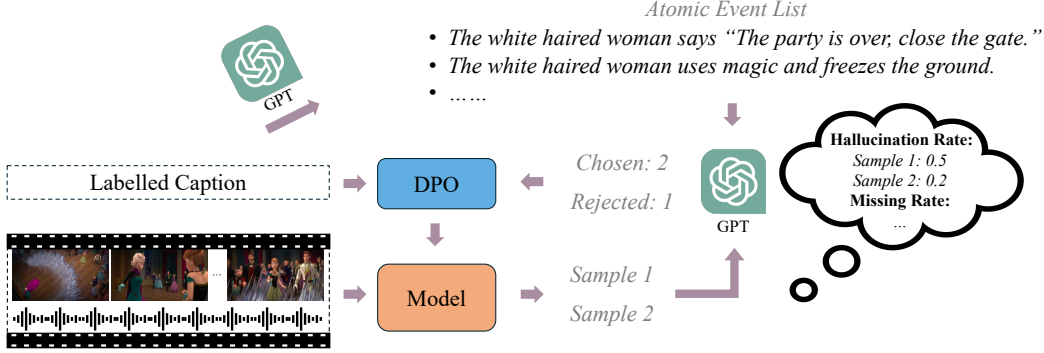 Atomic Event List
• The white haired woman says “The party is over, close the gate.”
• The white haired woman uses magic and freezes the ground.
• ……
GPT
Labelled Caption
DPO
Chosen: 2
Rejected: 1
GPT
Hallucination Rate:
Sample 1: 0.5
Sample 2: 0.2
Missing Rate:
...
...
Model
Sample 1
Sample 2